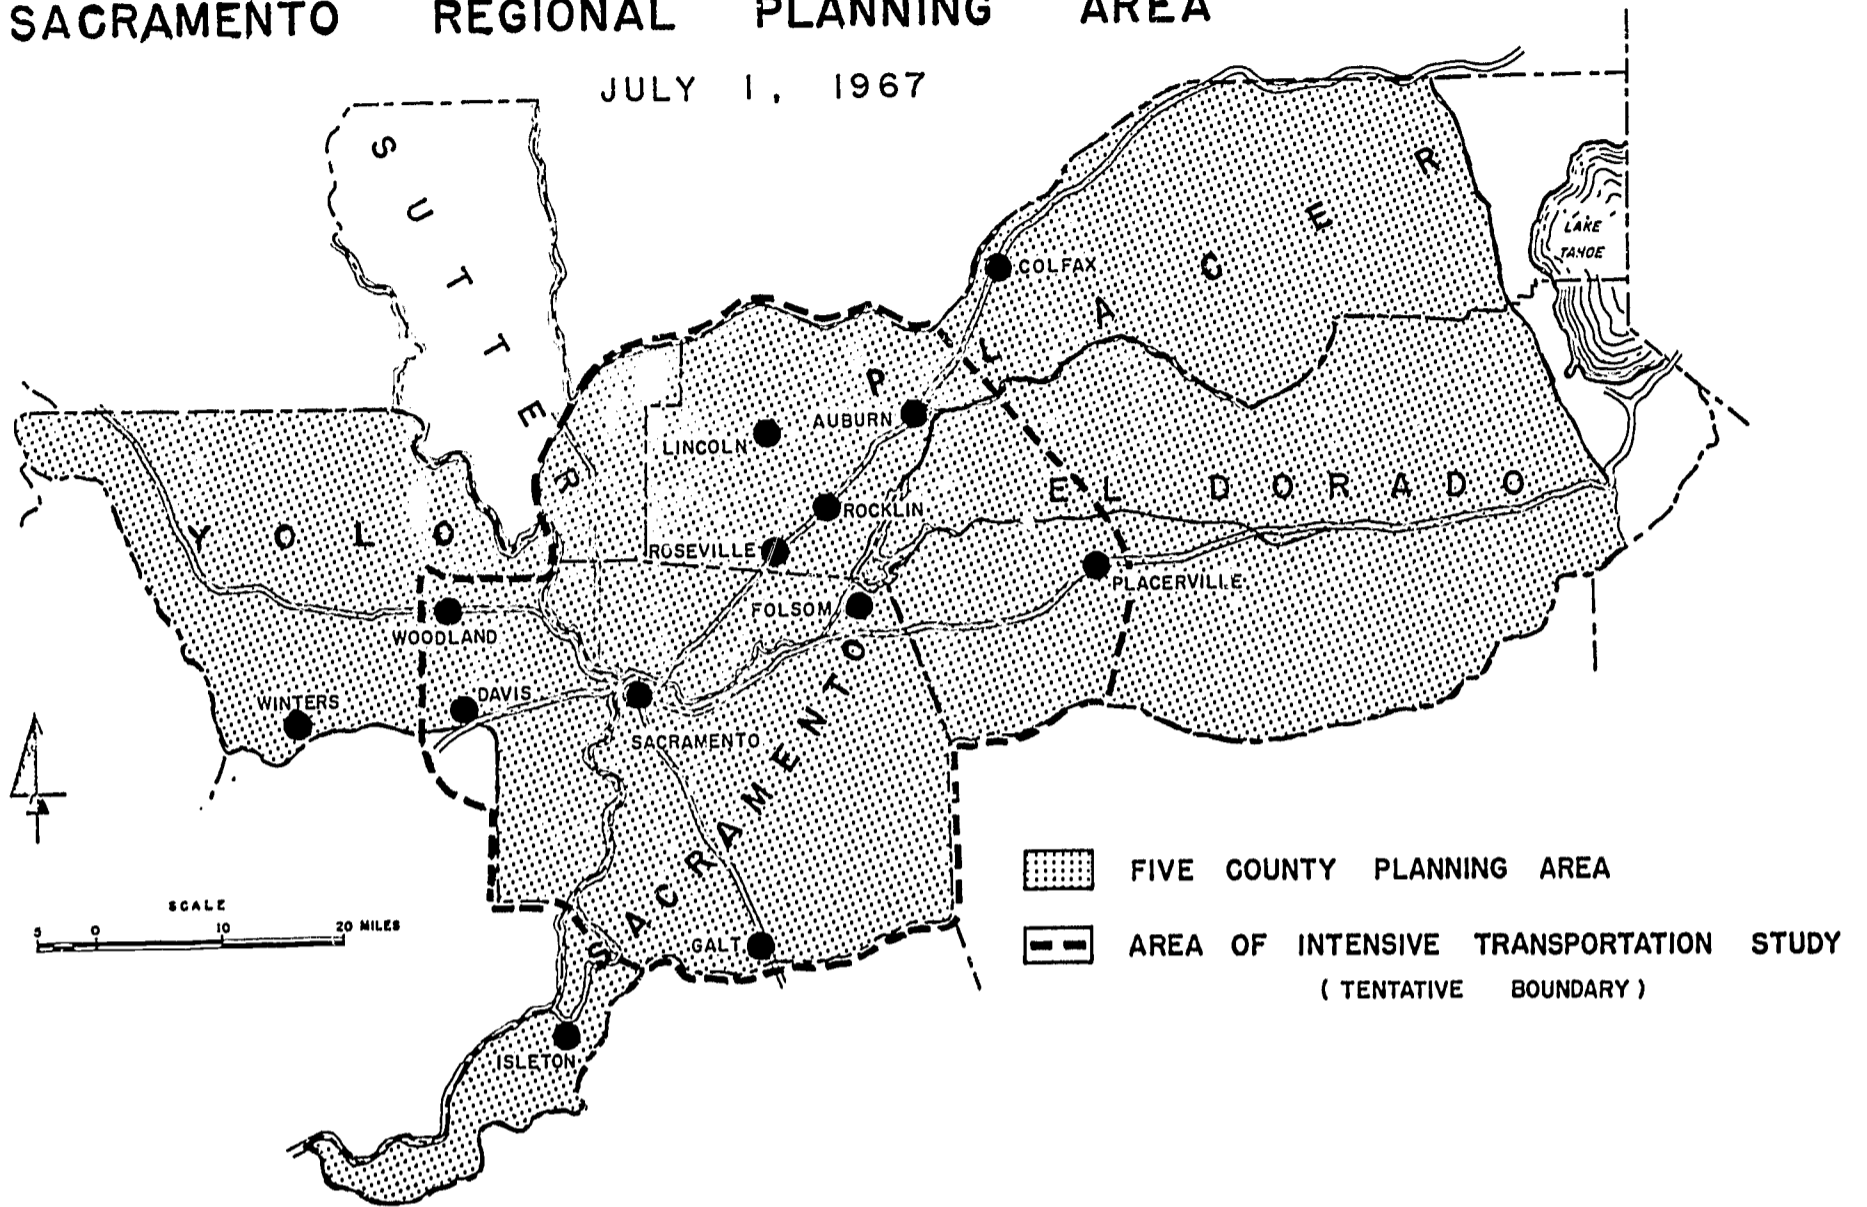 SACRAMENTO REGIONAL PLANNING AREA
JULY 1, 1967
SUTTER
PLACER
LAKE
TAHOE
COLFAX
AUBURN
LINCOLN
EL DORADO
ROCKLIN
YOLO
ROSEVILLE
PLACERVILLE
FOLSOM
WOODLAND
DAVIS
WINTERS
SACRAMENTO
SACRAMENTO
GALT
ISLETON
SCALE
5 0 10 20 MILES
FIVE COUNTY PLANNING AREA
AREA OF INTENSIVE TRANSPORTATION STUDY
(TENTATIVE BOUNDARY)